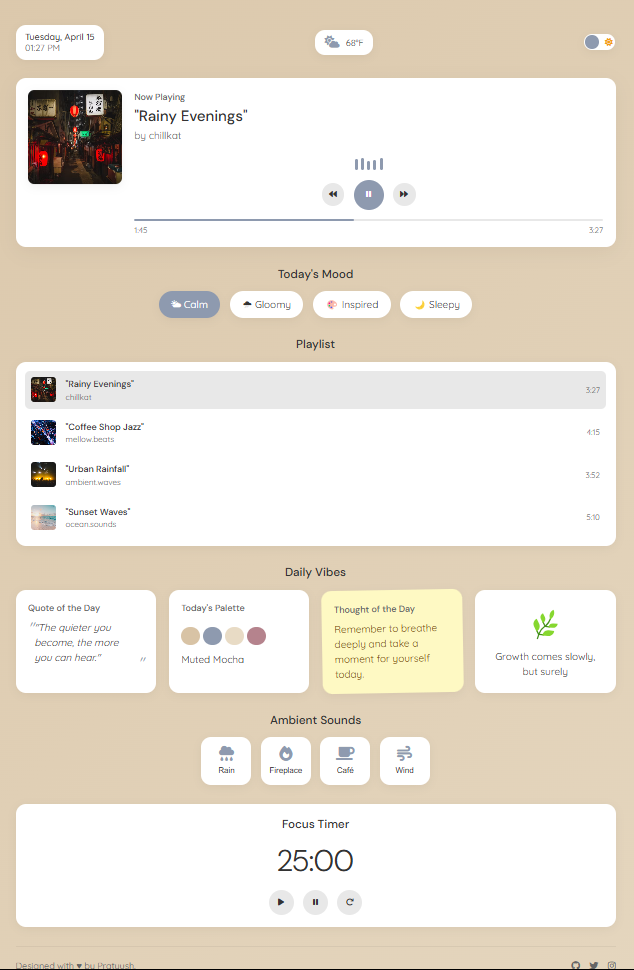 Tuesday, April 15
01:27 PM
68°F
Now Playing
"Rainy Evenings"
by chillkat
1:45
3:27
Today's Mood
Calm
Gloomy
Inspired
Sleepy
Playlist
"Rainy Evenings"
chillkat
3:27
"Coffee Shop Jazz"
mellow.beats
4:15
"Urban Rainfall"
ambient.waves
3:52
"Sunset Waves"
ocean.sounds
5:10
Daily Vibes
Quote of the Day
""The quieter you
become, the more
you can hear."
"
Today's Palette
Muted Mocha
Thought of the Day
Remember to breathe
deeply and take a
moment for yourself
today.
Growth comes slowly,
but surely
Ambient Sounds
Rain
Fireplace
Café
Wind
Focus Timer
25:00
Designed with ♥ by Pratyush.